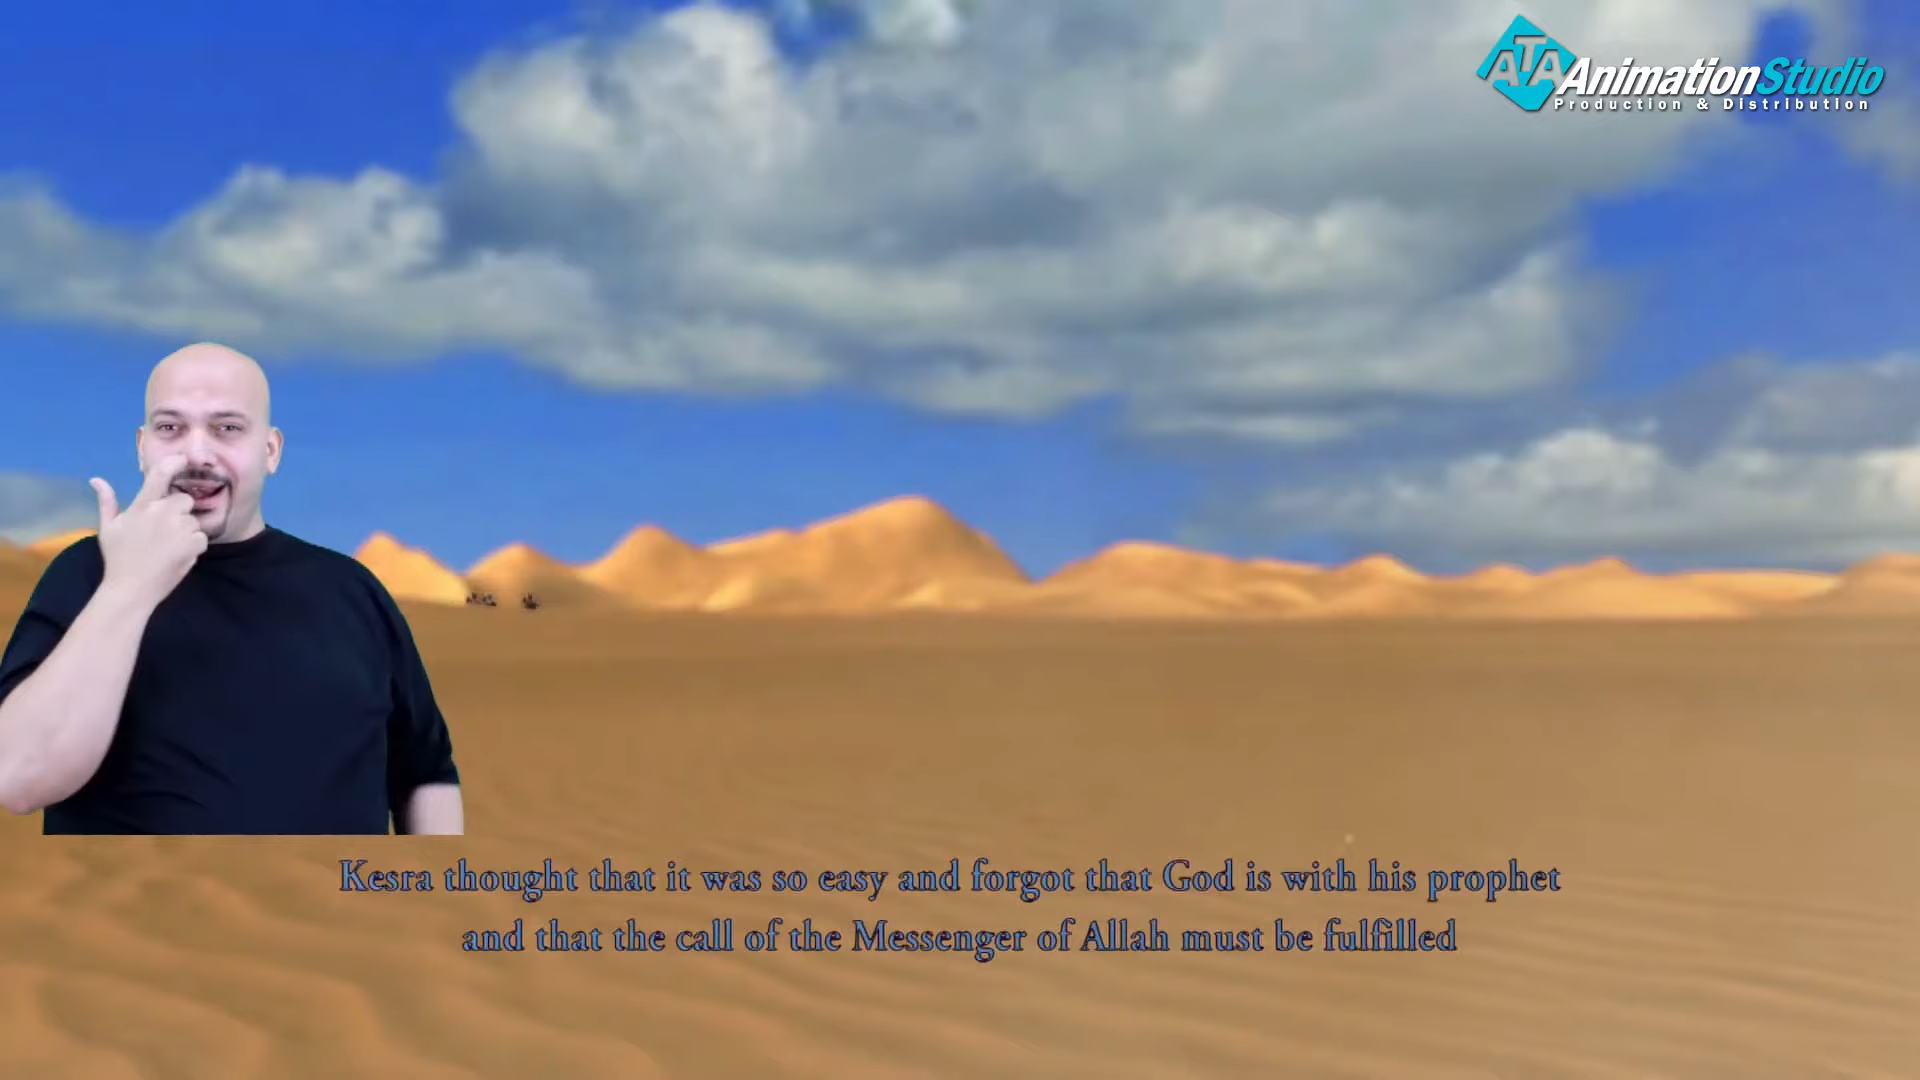 ATA AnimationStudio
Production & Distribution
Kesra thought that it was so easy and forgot that God is with his prophet
and that the call of the Messenger of Allah must be fulfilled